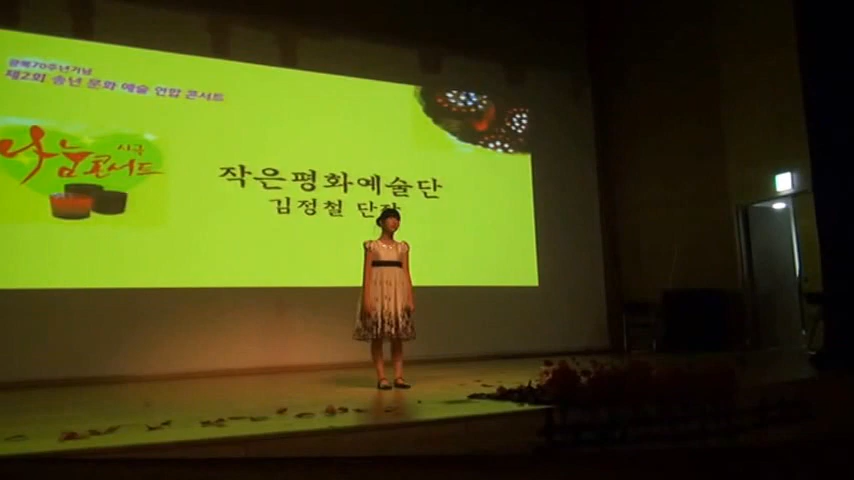 광복70주년기념
제2회 송년 문화 예술 연합 콘서트
나눔콘서트
시국
작은평화예술단
김정철 단장